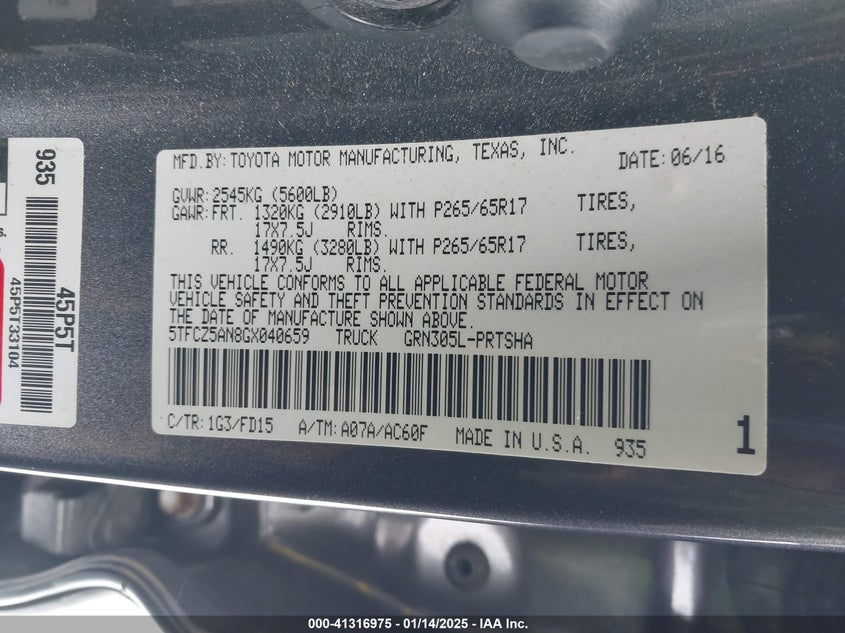 MFD.BY:TOYOTA MOTOR MANUFACTURING, TEXAS, INC. DATE:06/16
GVWR:2545KG (5600LB)
GAWR:FRT. 1320KG (2910LB) WITH P265/65R17 TIRES,
17X7.5J RIMS.
RR. 1490KG (3280LB) WITH P265/65R17 TIRES,
17X7.5J RIMS.
THIS VEHICLE CONFORMS TO ALL APPLICABLE FEDERAL MOTOR
VEHICLE SAFETY AND THEFT PREVENTION STANDARDS IN EFFECT ON
THE DATE OF MANUFACTURE SHOWN ABOVE.
5TFCZ5AN8GX040659 TRUCK GRN305L-PRTSHA
C/TR:1G3/FD15 A/TM:A07A/AC60F MADE IN U.S.A. 935
1
935
45P5T
45P5T33104
s.
000-41316975 - 01/14/2025 - IAA Inc.